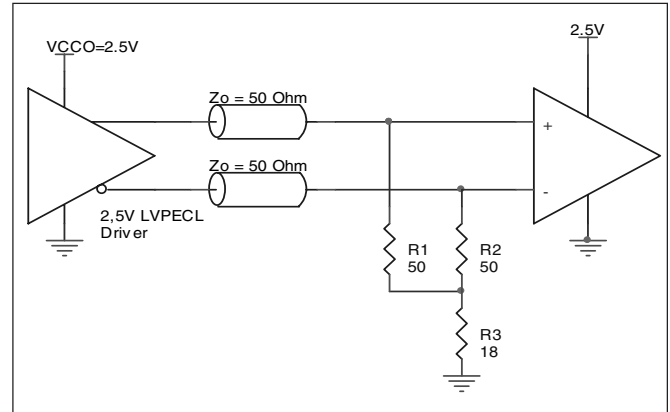 VCCO=2.5V
2.5V
Zo = 50 Ohm
+
Zo = 50 Ohm
-
2,5V LVPECL
Driver
R1
50
R2
50
R3
18